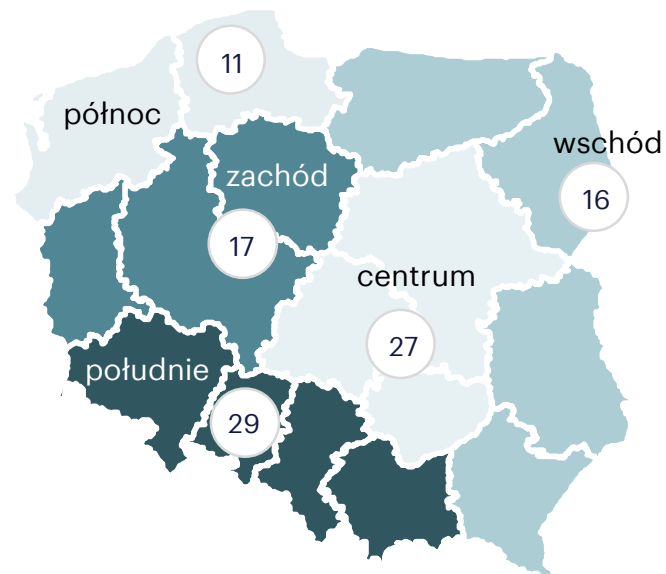 11
północ
wschód
zachód
16
17
centrum
27
południe
29